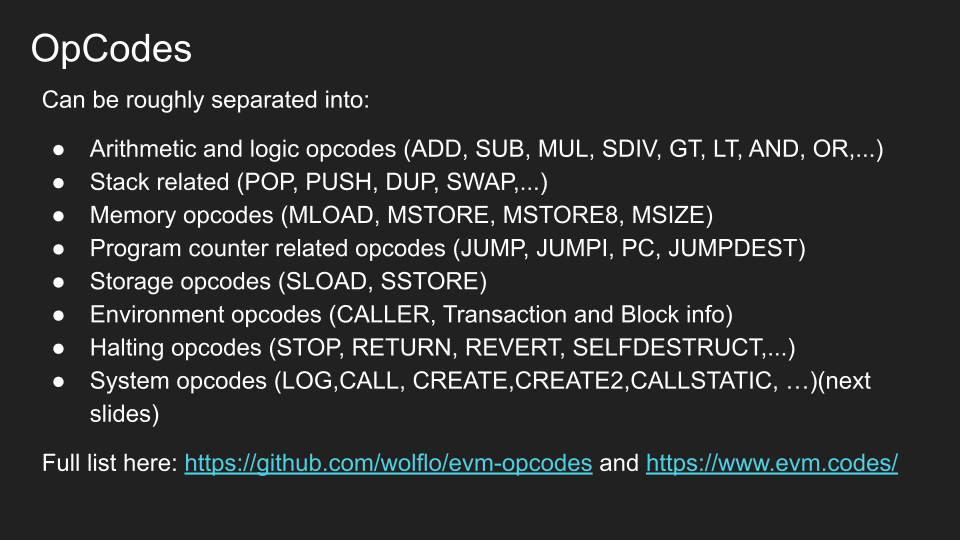 OpCodes
Can be roughly separated into:
● Arithmetic and logic opcodes (ADD, SUB, MUL, SDIV, GT, LT, AND, OR,...)
● Stack related (POP, PUSH, DUP, SWAP,...)
● Memory opcodes (MLOAD, MSTORE, MSTORE8, MSIZE)
● Program counter related opcodes (JUMP, JUMPI, PC, JUMPDEST)
● Storage opcodes (SLOAD, SSTORE)
● Environment opcodes (CALLER, Transaction and Block info)
● Halting opcodes (STOP, RETURN, REVERT, SELFDESTRUCT,...)
● System opcodes (LOG,CALL, CREATE,CREATE2,CALLSTATIC, …)(next
slides)
Full list here: https://github.com/wolflo/evm-opcodes and https://www.evm.codes/